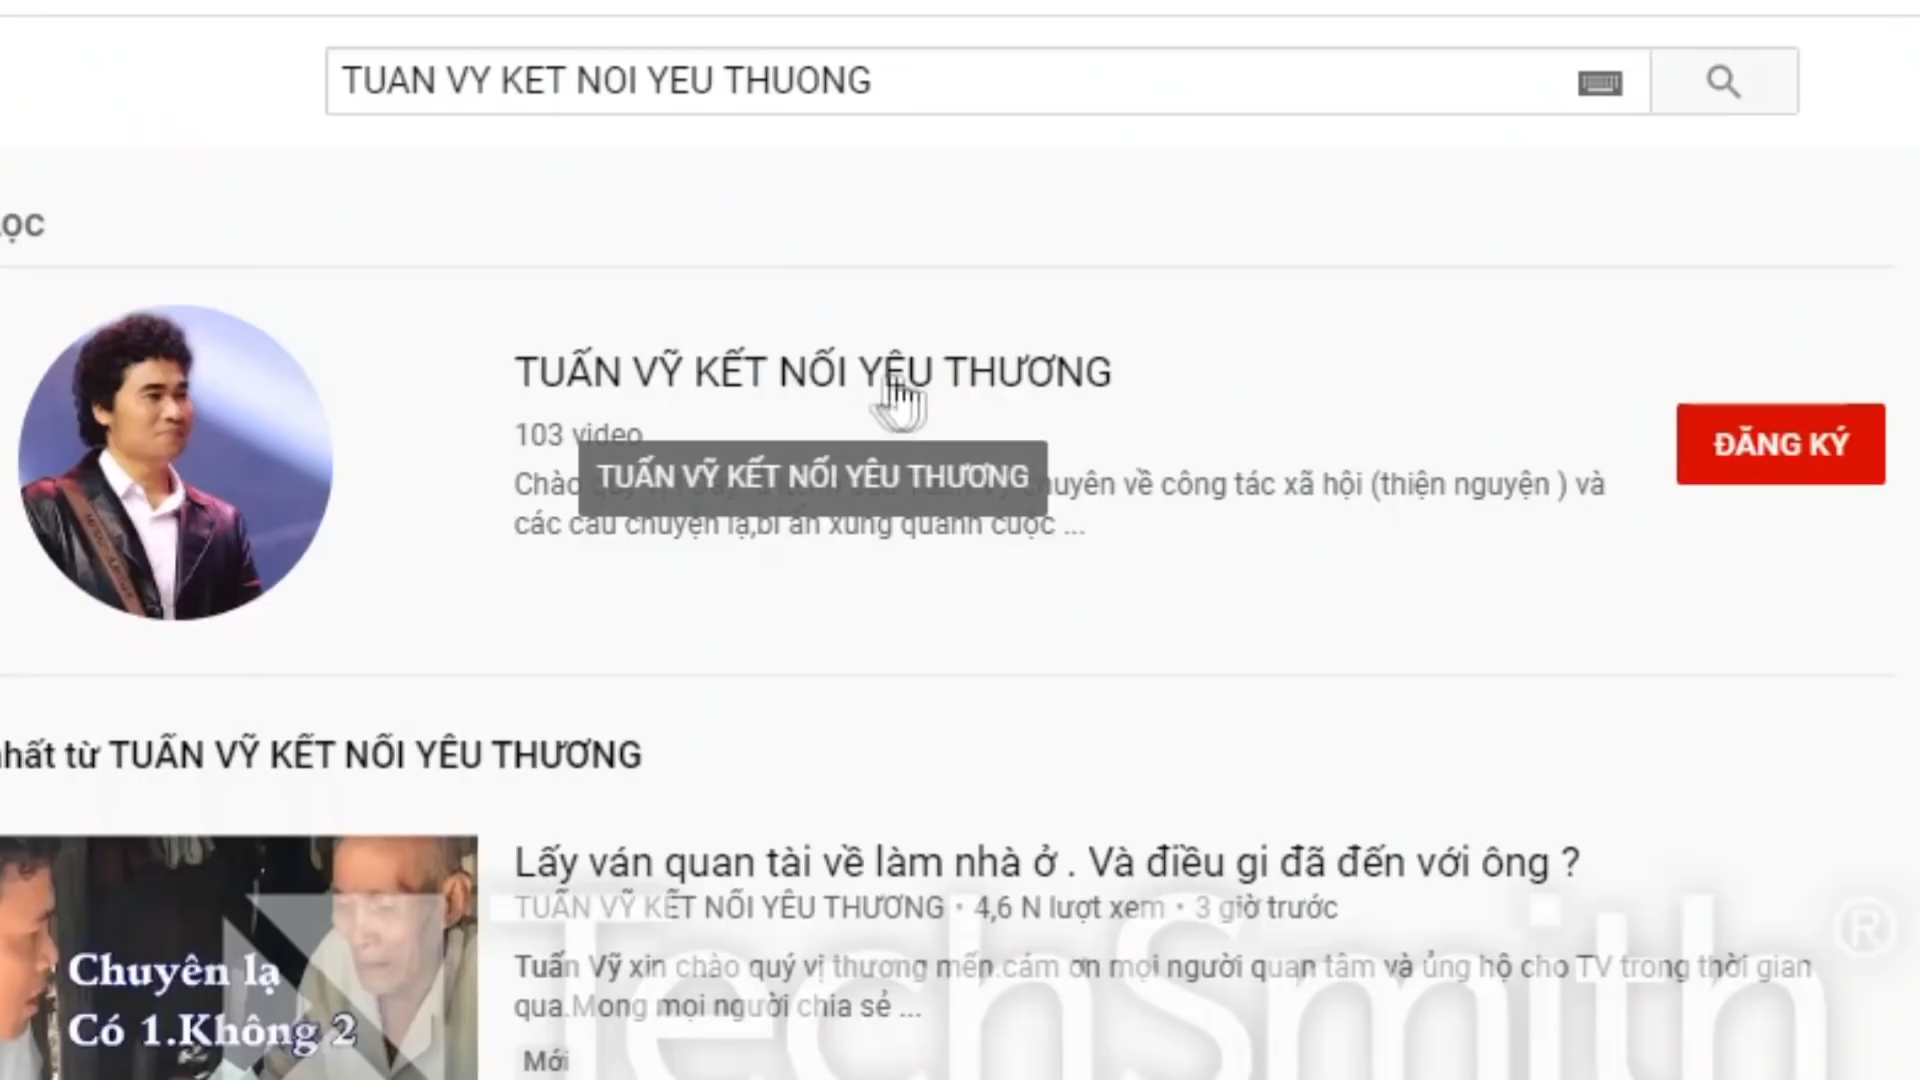 TUAN VY KET NOI YEU THUONG
ọc
TUẤN VỸ KẾT NỐI YÊU THƯƠNG
103 video
TUẤN VỸ KẾT NỐI YÊU THƯƠNG
ĐĂNG KÝ
Chào chuyên về công tác xã hội (thiện nguyện ) và
các câu chuyện lạ,bí ẩn xung quanh cuộc ...
nhất từ TUẤN VỸ KẾT NỐI YÊU THƯƠNG
Lấy ván quan tài về làm nhà ở . Và điều gi đã đến với ông ?
TUẤN VỸ KẾT NỐI YÊU THƯƠNG • 4,6 N lượt xem • 3 giờ trước
Tuấn Vỹ xin chào quý vị thương mến.cám ơn mọi người quan tâm và ủng hộ cho TV trong thời gian
qua.Mong mọi người chia sẻ ...
Mới
Chuyên lạ
Có 1.Không 2
TechSmith®